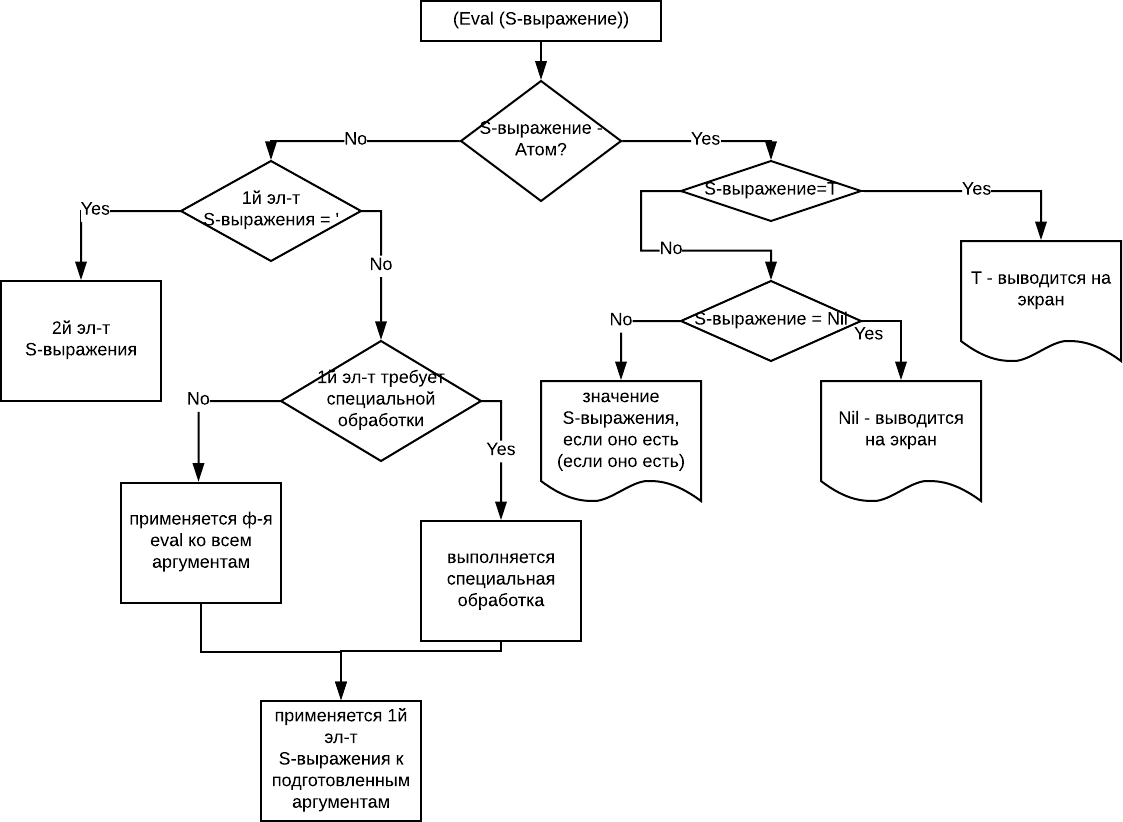 (Eval (S-выражение))
S-выражение -
Атом?
No
Yes
1й эл-т
S-выражения = '
S-выражение=T
Yes
Yes
No
No
T - выводится на
экран
2й эл-т
S-выражения
No
S-выражение = Nil
Yes
1й эл-т требует
специальной
обработки
No
Yes
значение
S-выражения,
если оно есть
(если оно есть)
Nil - выводится
на экран
применяется ф-я
eval ко всем
аргументам
выполняется
специальная
обработка
применяется 1й
эл-т
S-выражения к
подготовленным
аргументам